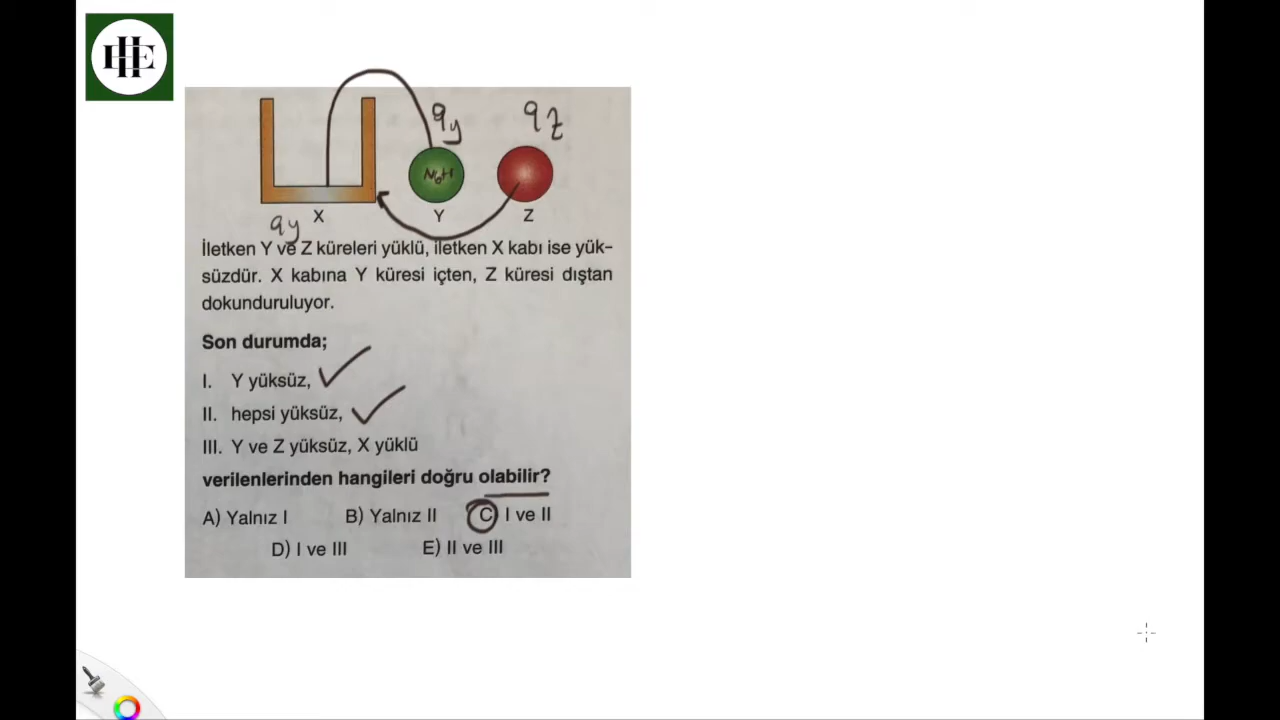 HHE
qy
qz
Nötr
X
Y
Z
qy
İletken Y ve Z küreleri yüklü, iletken X kabı ise yük-
süzdür. X kabına Y küresi içten, Z küresi dıştan
dokunduruluyor.
Son durumda;
I. Y yüksüz,
II. hepsi yüksüz,
III. Y ve Z yüksüz, X yüklü
verilenlerinden hangileri doğru olabilir?
A) Yalnız I B) Yalnız II C) I ve II
D) I ve III E) II ve III